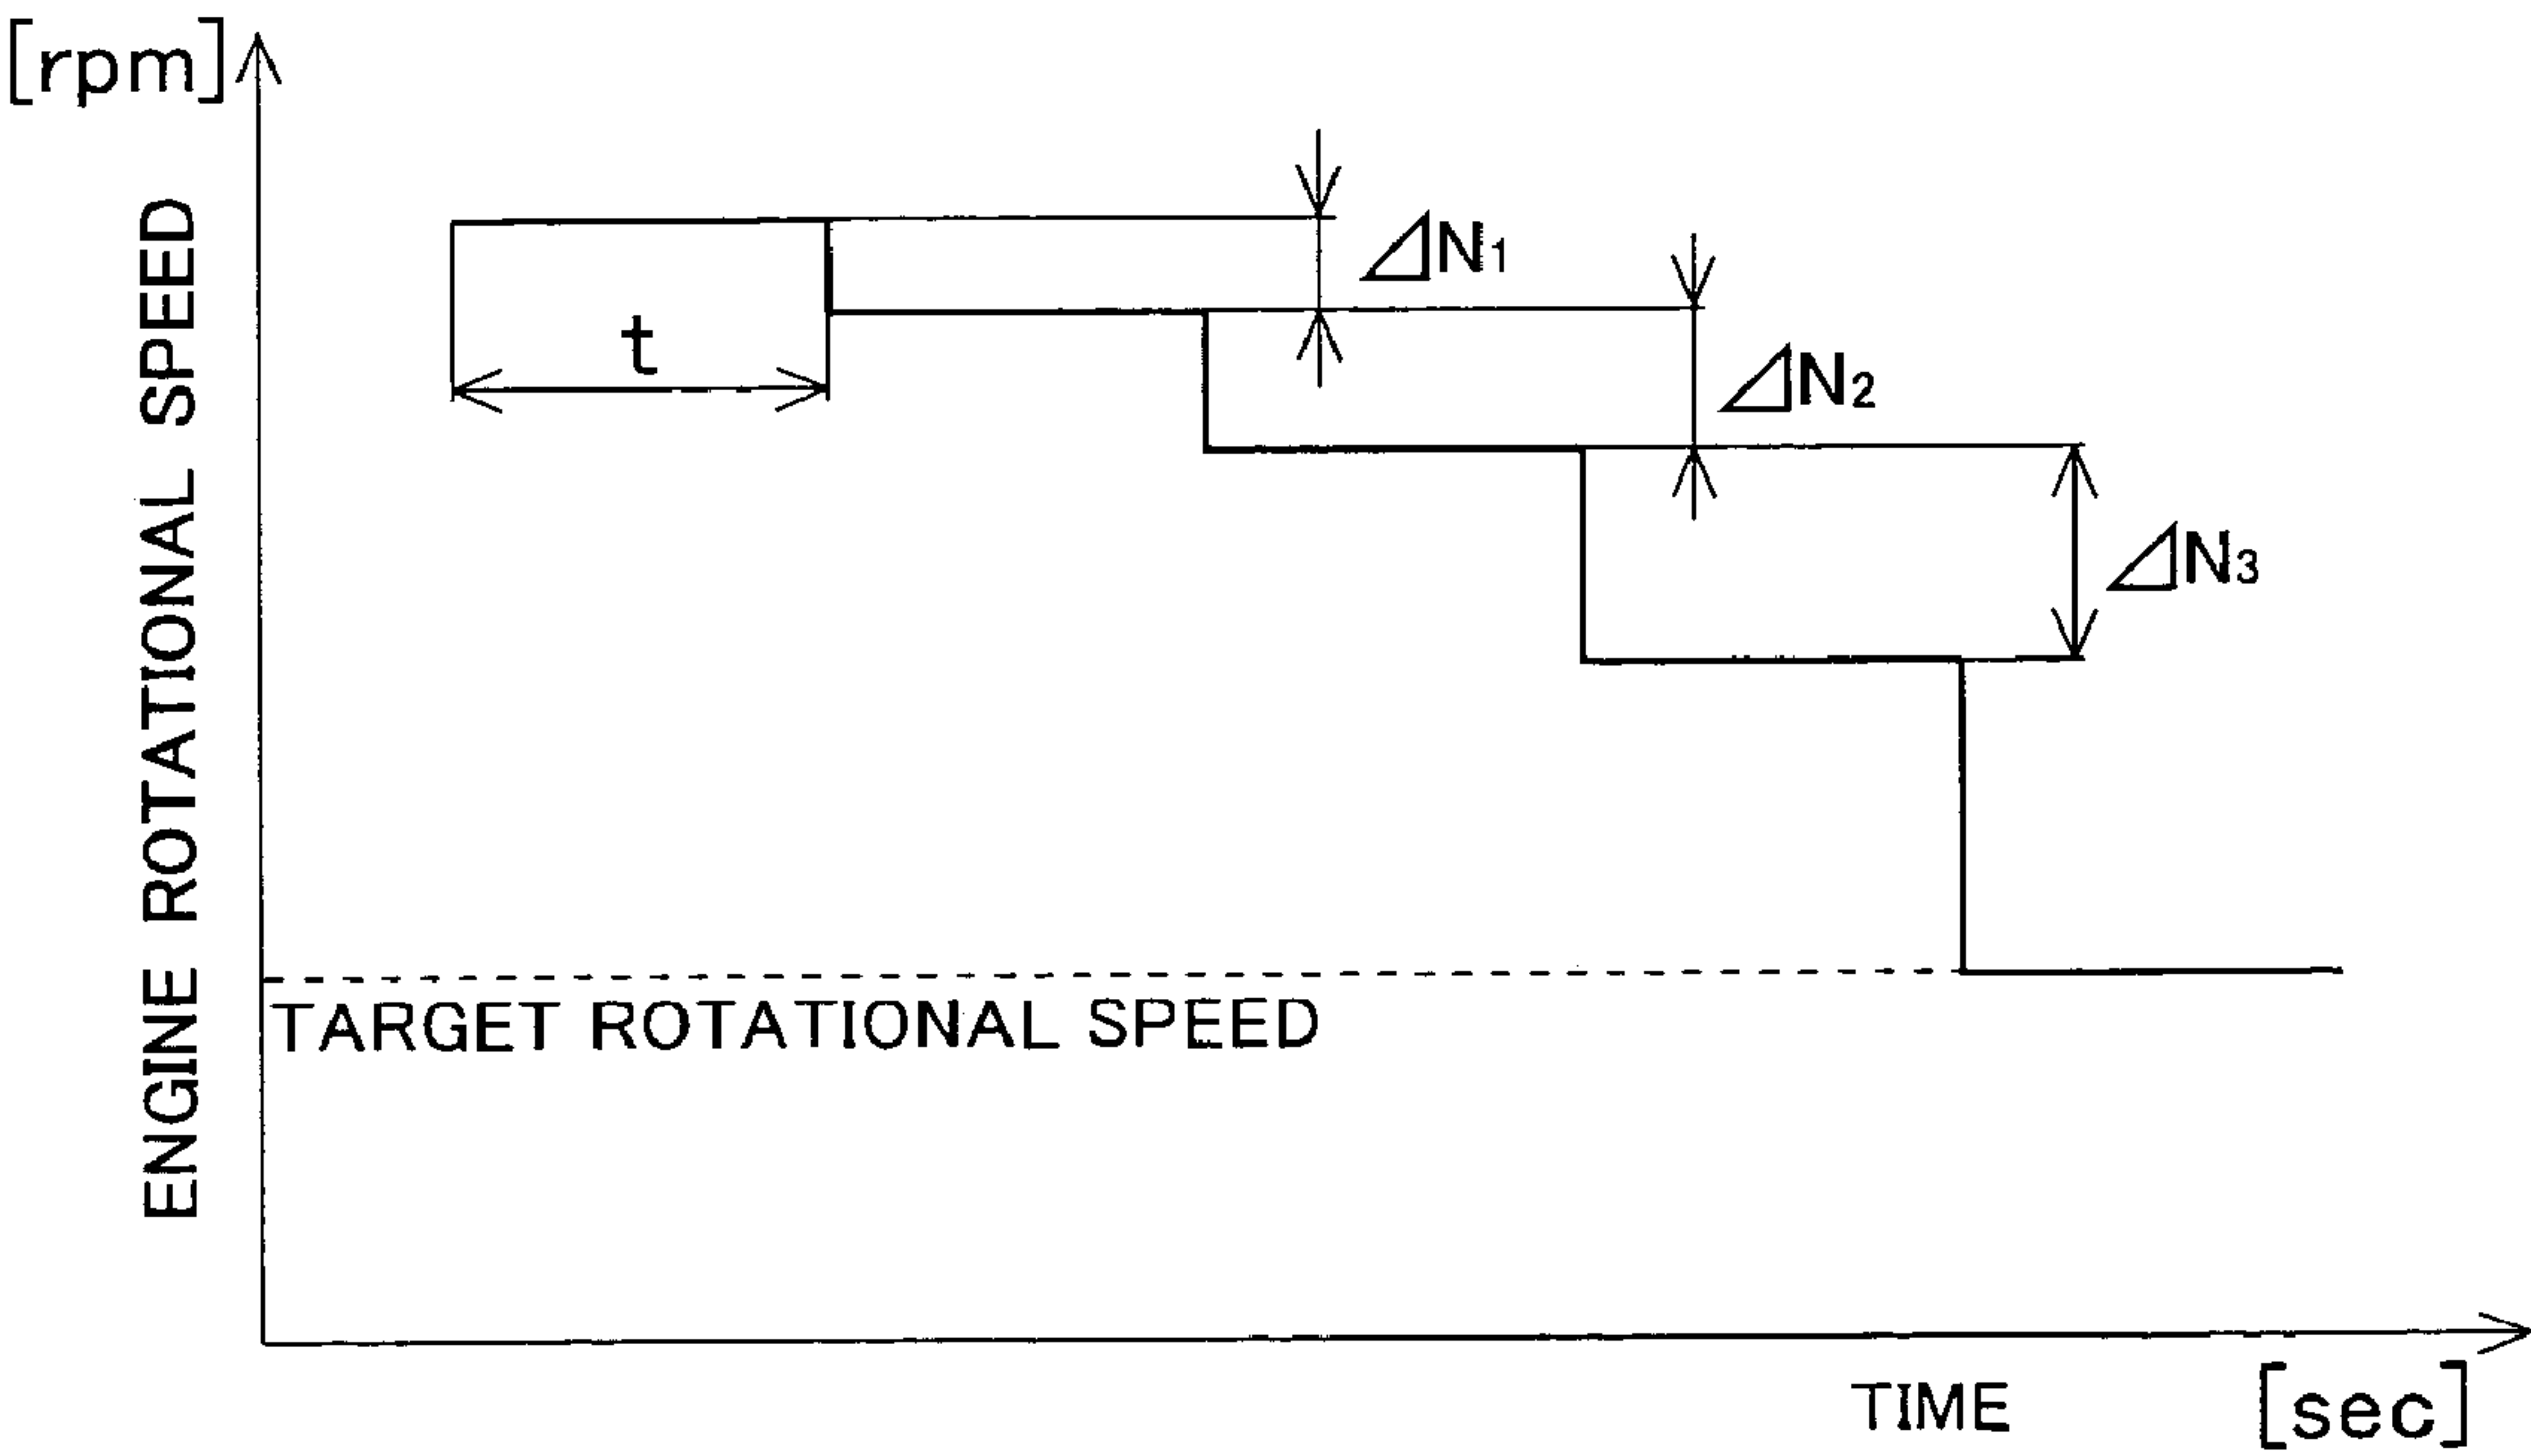 [rpm]
ENGINE ROTATIONAL SPEED
⊿N₁
t
⊿N₂
⊿N₃
TARGET ROTATIONAL SPEED
TIME [sec]